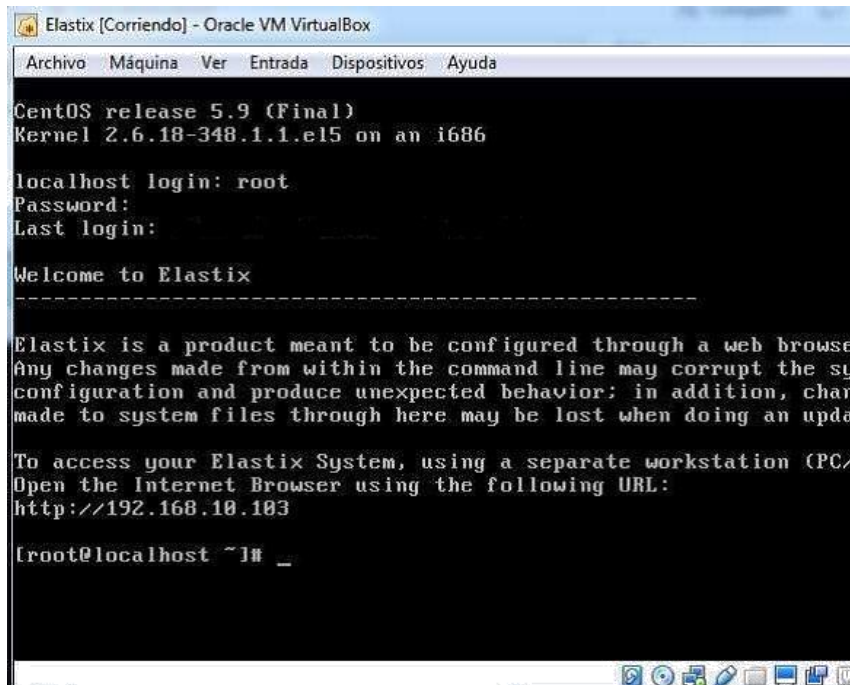 Elastix [Corriendo] - Oracle VM VirtualBox
Archivo Máquina Ver Entrada Dispositivos Ayuda
CentOS release 5.9 (Final)
Kernel 2.6.18-348.1.1.el5 on an i686
localhost login: root
Password:
Last login:
Welcome to Elastix
----------------------------------------------------
Elastix is a product meant to be configured through a web browse
Any changes made from within the command line may corrupt the sy
configuration and produce unexpected behavior; in addition, chan
made to system files through here may be lost when doing an upda
To access your Elastix System, using a separate workstation (PC/
Open the Internet Browser using the following URL:
http://192.168.10.103
[root@localhost ~]# _